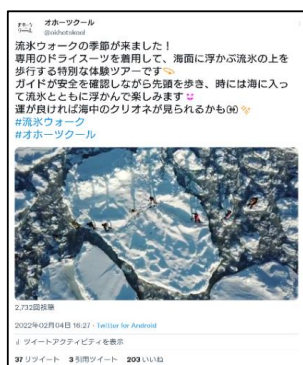 オホーツクール
@okhotskool
流氷ウォークの季節が来ました！
専用のドライスーツを着用して、海面に浮かぶ流氷の上を
歩行する特別な体験ツアーです
ガイドが安全を確認しながら先頭を歩き、時には海に入っ
て流氷とともに浮かんで楽しみます
運が良ければ海中のクリオネが見られるかも
#流氷ウォーク
#オホーツクール
2,732回視聴
2022年02月04日 16:27 · Twitter for Android
ツイートアクティビティを表示
37 リツイート 3 引用ツイート 203 いいね